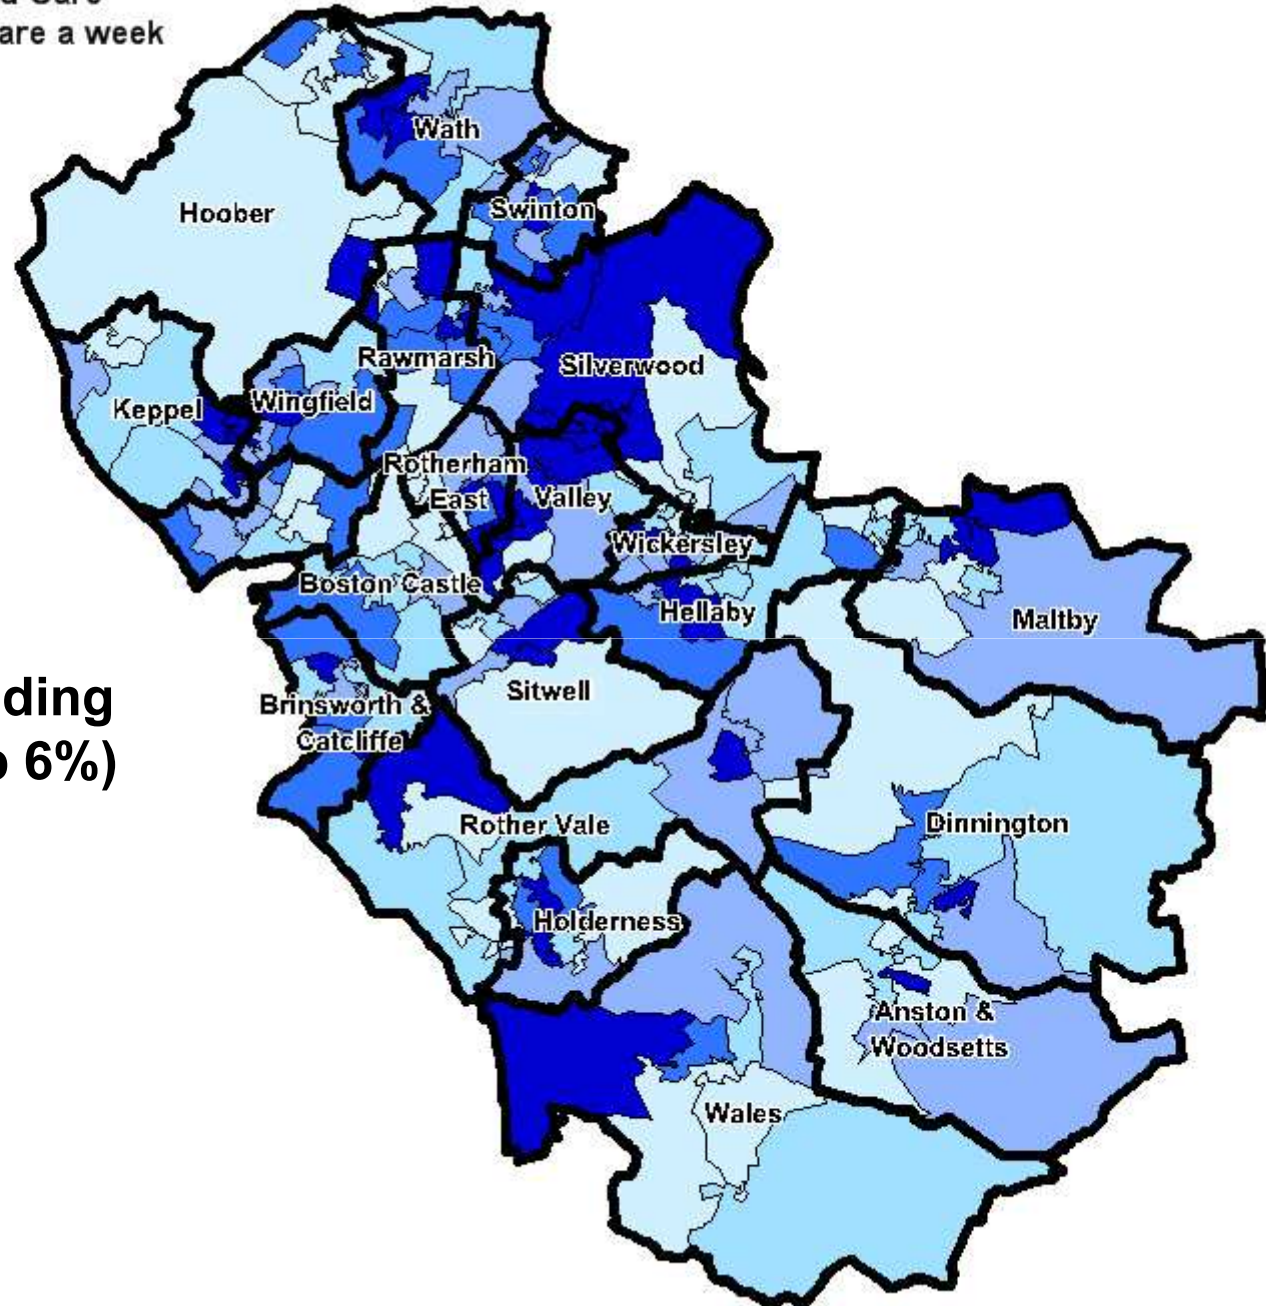 are a week
Wath
Hoober
Swinton
Rawmarsh
Silverwood
Keppel
Wingfield
Rotherham
East
Valley
Wickersley
Boston Castle
Hellaby
Maltby
Sitwell
Brinsworth &
Catcliffe
ding
6%)
Rother Vale
Dinnington
Holderness
Anston &
Woodsetts
Wales